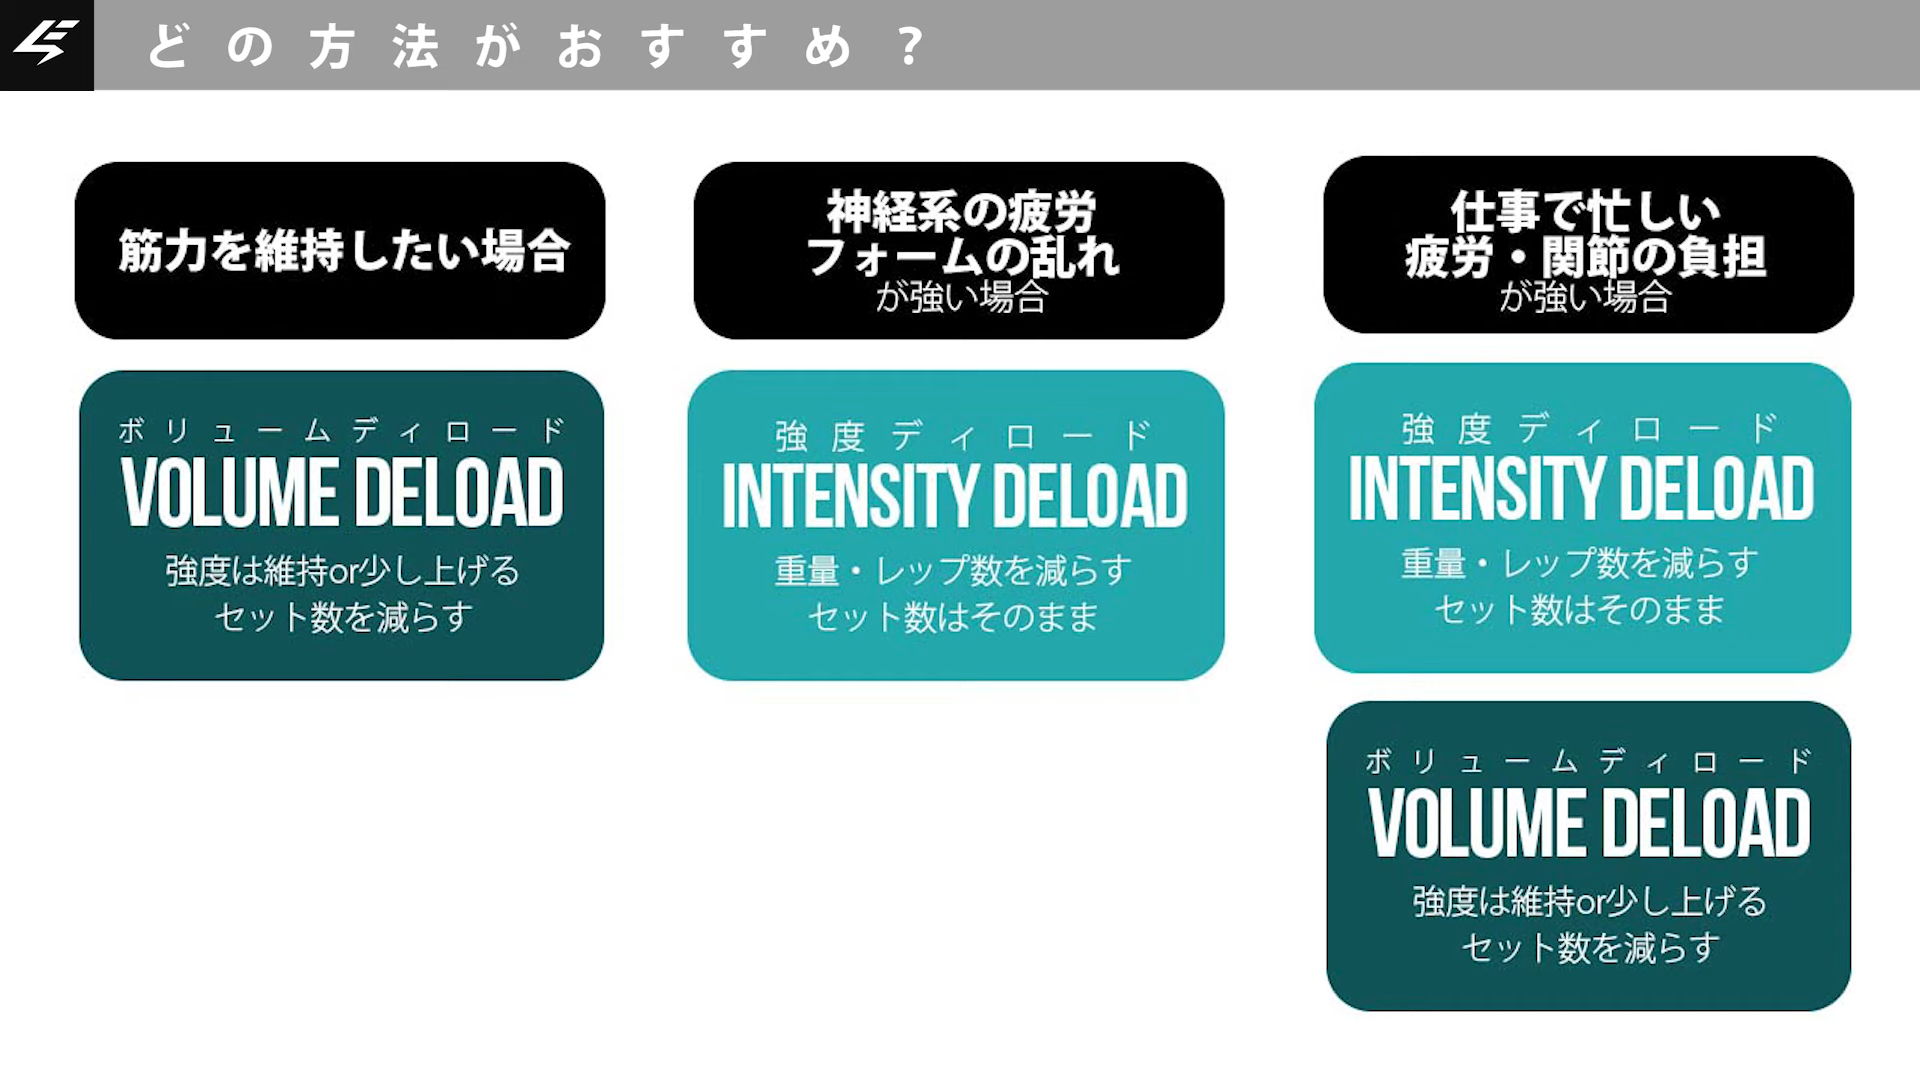 どの方法がおすすめ？
筋力を維持したい場合
ボリュームディロード
VOLUME DELOAD
強度は維持or少し上げる
セット数を減らす
神経系の疲労
フォームの乱れ
が強い場合
強度ディロード
INTENSITY DELOAD
重量・レップ数を減らす
セット数はそのまま
仕事で忙しい
疲労・関節の負担
が強い場合
強度ディロード
INTENSITY DELOAD
重量・レップ数を減らす
セット数はそのまま
ボリュームディロード
VOLUME DELOAD
強度は維持or少し上げる
セット数を減らす